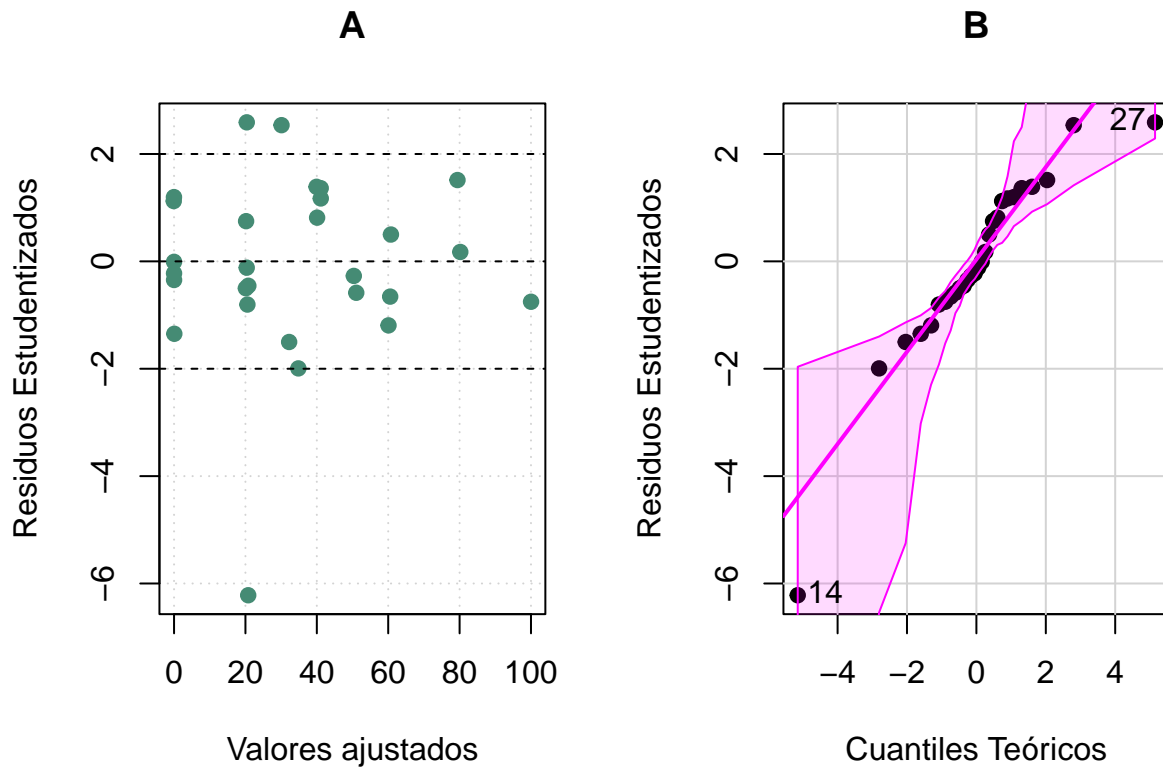 A
Residuos Estudentizados
2
0
−2
−4
−6
0 20 40 60 80 100
Valores ajustados
B
Residuos Estudentizados
2
0
−2
−4
−6
27
14
−4 −2 0 2 4
Cuantiles Teóricos